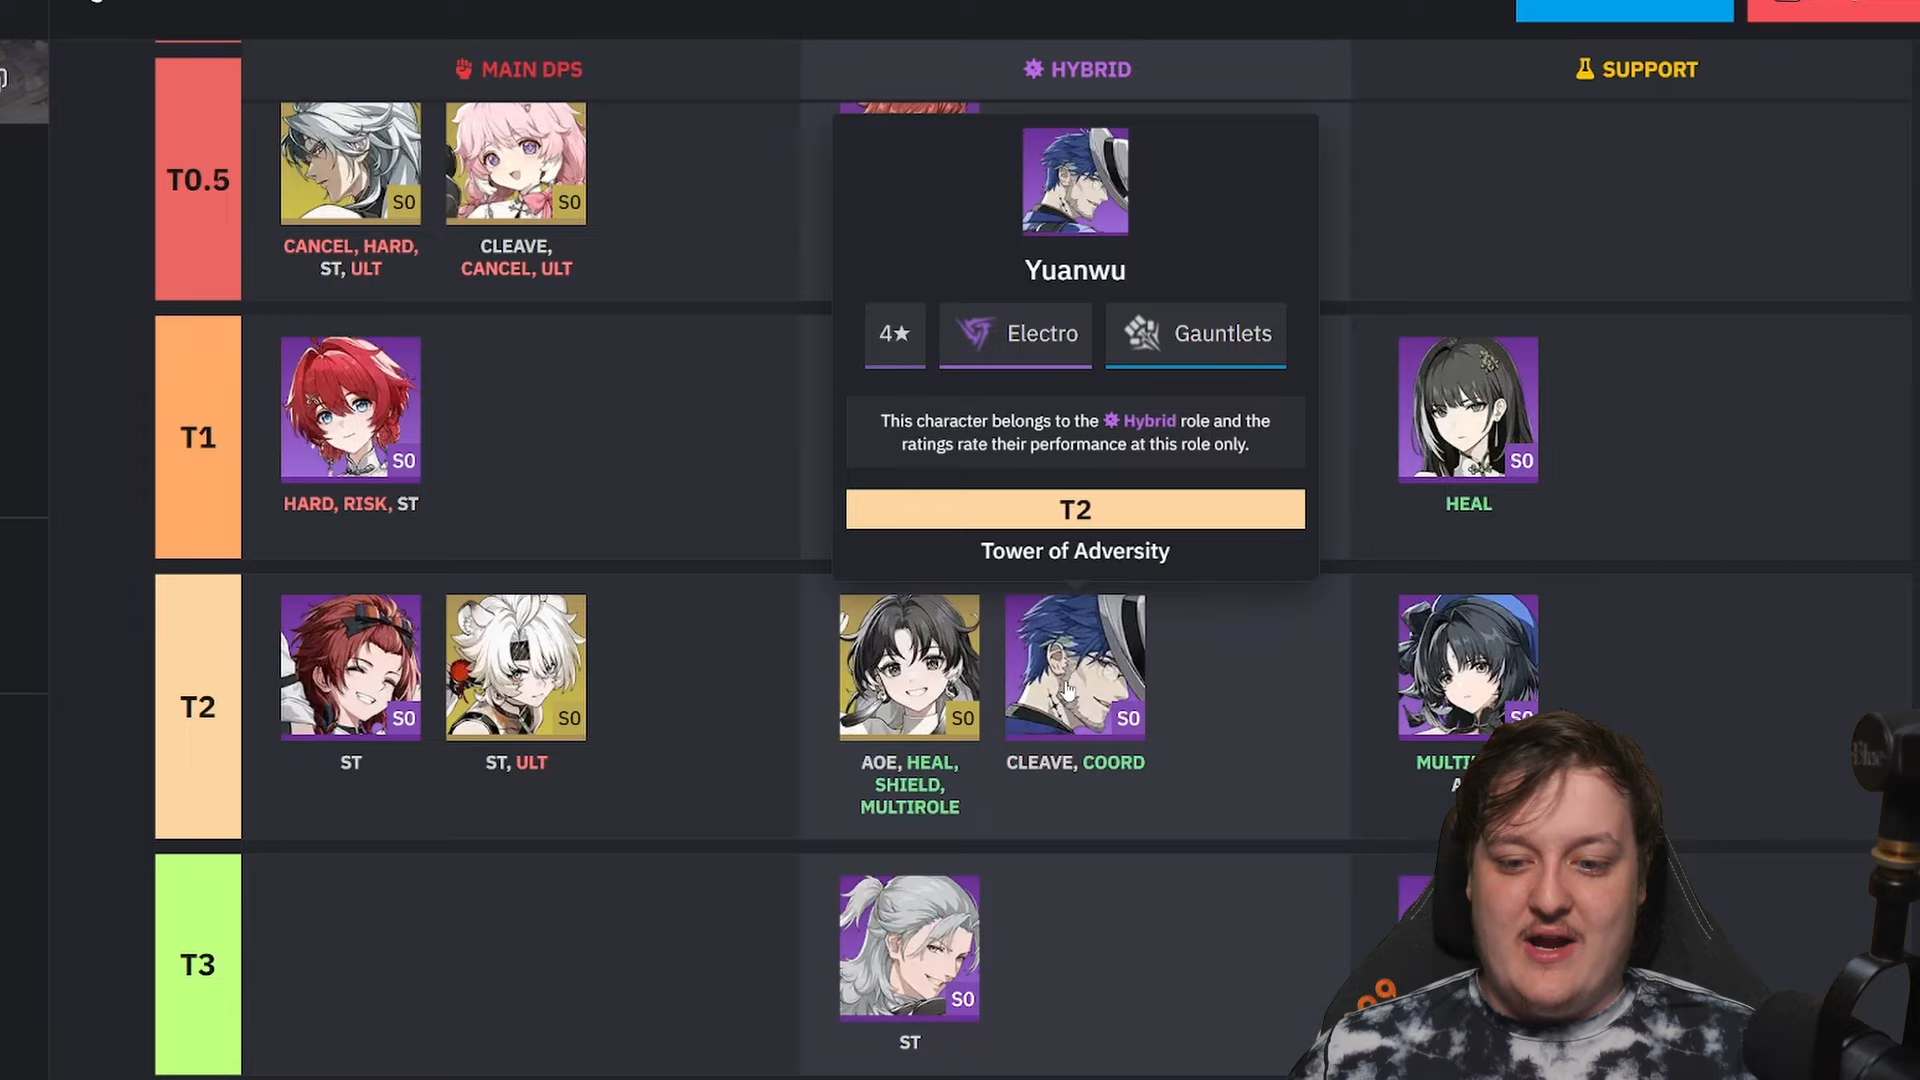 MAIN DPS
HYBRID
SUPPORT
T0.5
S0
S0
CANCEL, HARD,
ST, ULT
CLEAVE,
CANCEL, ULT
Yuanwu
4★
Electro
Gauntlets
This character belongs to the Hybrid role and the
ratings rate their performance at this role only.
T2
Tower of Adversity
T1
S0
HARD, RISK, ST
S0
HEAL
T2
S0
ST
S0
ST, ULT
S0
AOE, HEAL,
SHIELD,
MULTIROLE
S0
CLEAVE, COORD
S0
T3
S0
ST